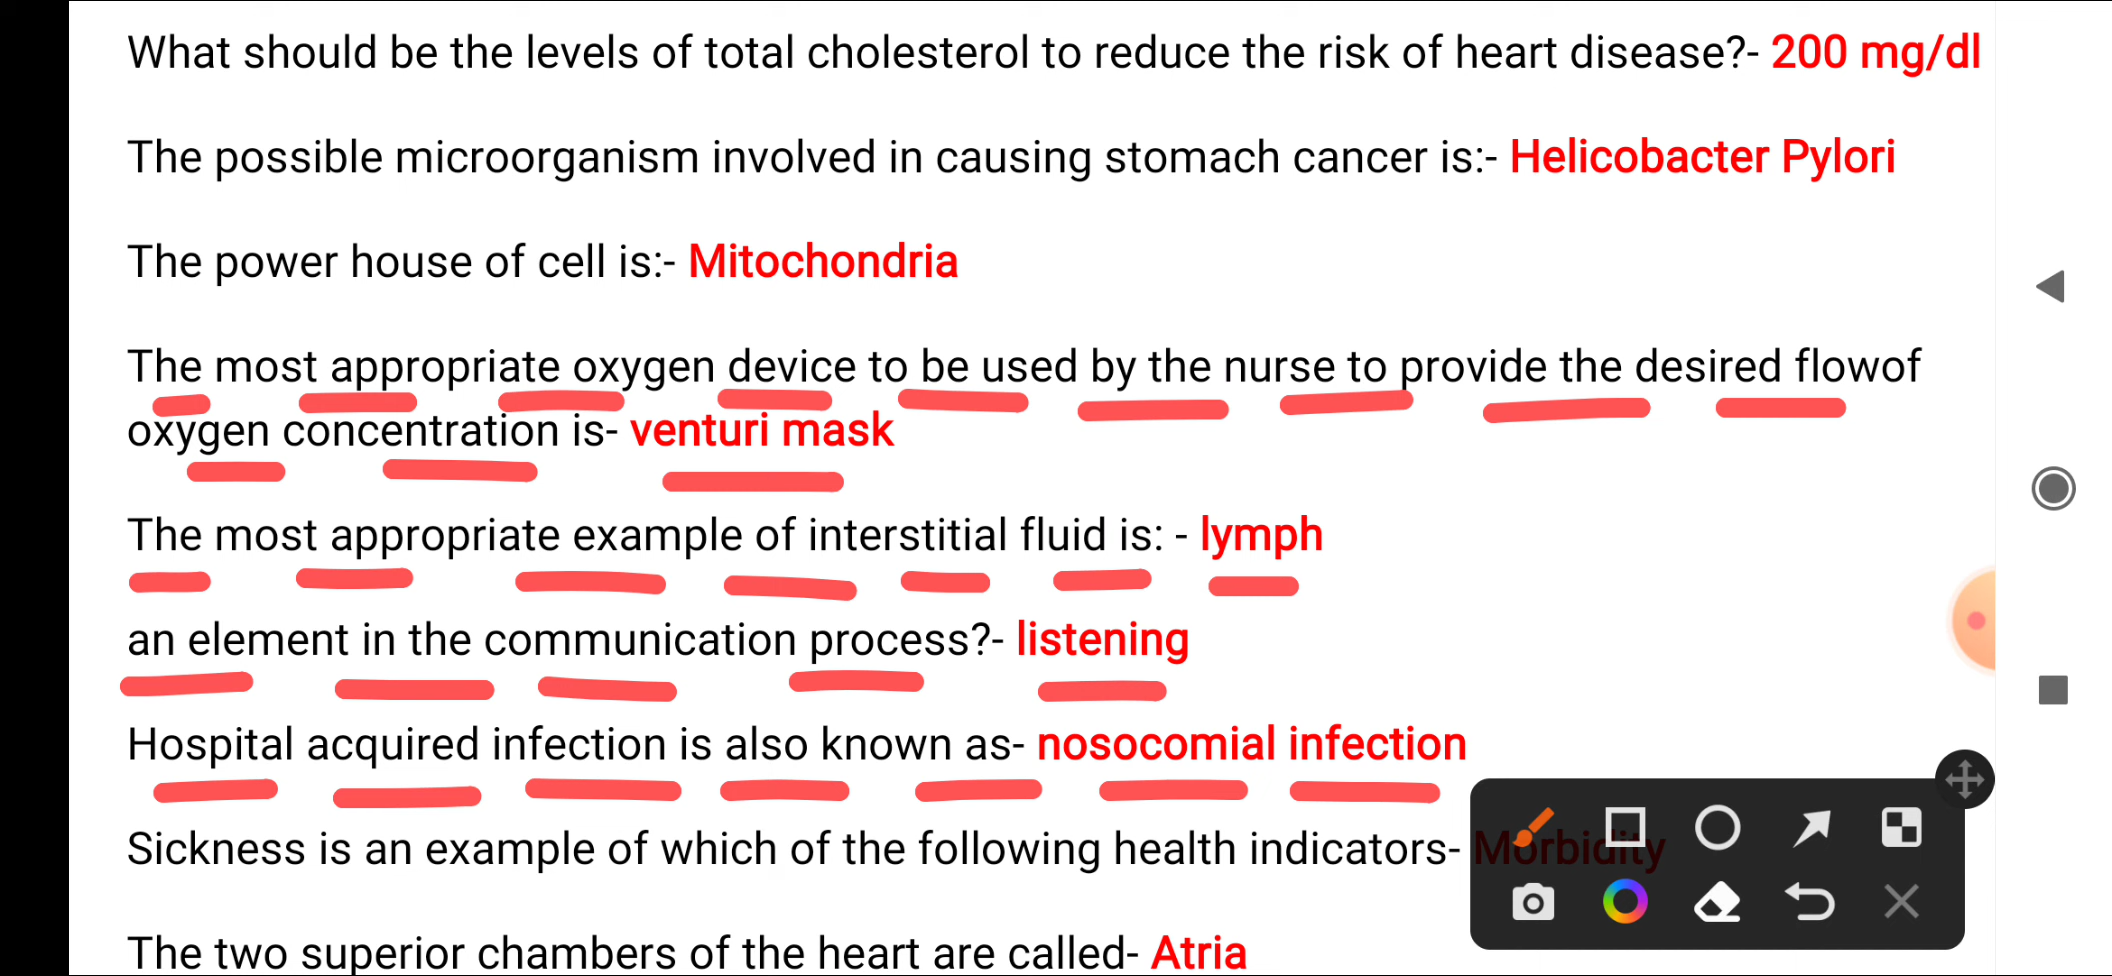 What should be the levels of total cholesterol to reduce the risk of heart disease?- 200 mg/dl
The possible microorganism involved in causing stomach cancer is:- Helicobacter Pylori
The power house of cell is:- Mitochondria
The most appropriate oxygen device to be used by the nurse to provide the desired flowof
oxygen concentration is- venturi mask
The most appropriate example of interstitial fluid is: - lymph
an element in the communication process?- listening
Hospital acquired infection is also known as- nosocomial infection
Sickness is an example of which of the following health indicators- Morbidity
The two superior chambers of the heart are called- Atria